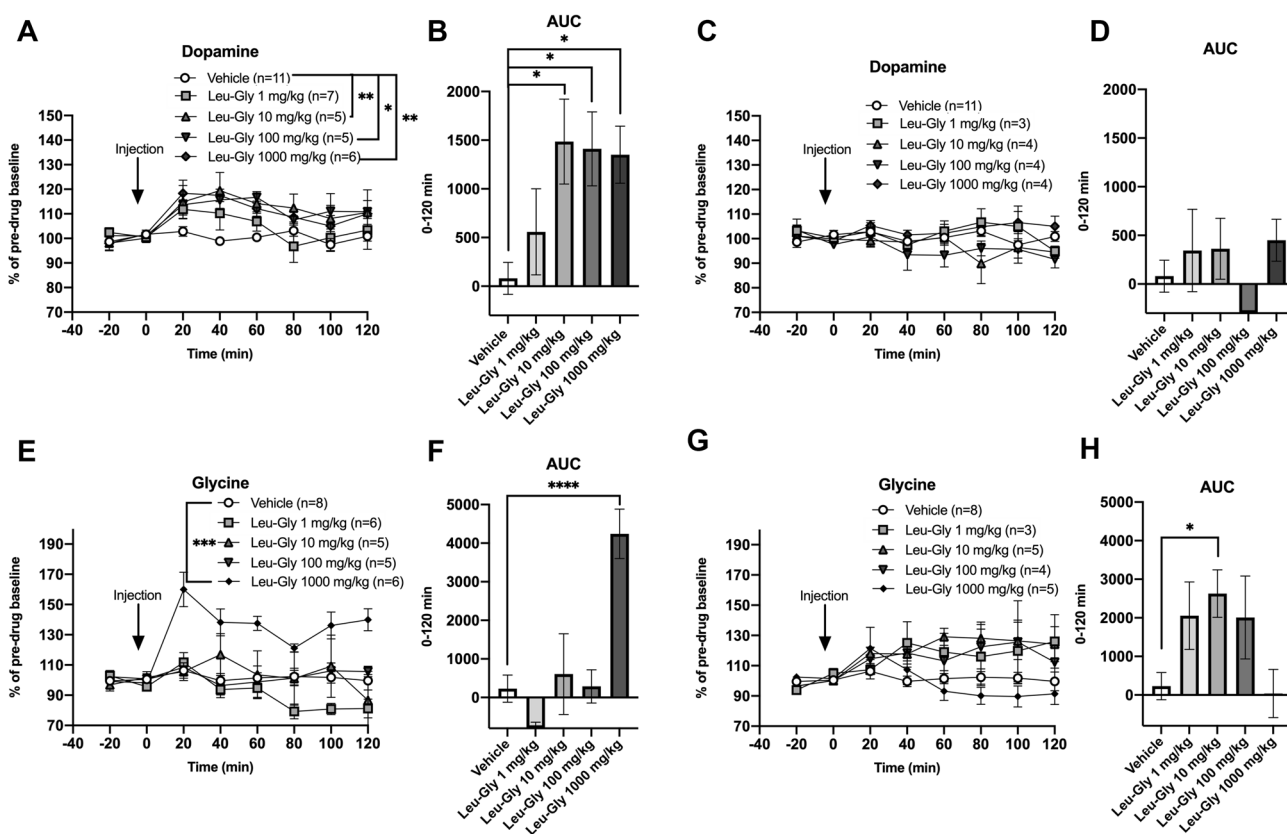 A
Dopamine
Vehicle (n=11)
Leu-Gly 1 mg/kg (n=7)
Leu-Gly 10 mg/kg (n=5)
Leu-Gly 100 mg/kg (n=5)
Leu-Gly 1000 mg/kg (n=6)
**
*
**
Injection
% of pre-drug baseline
150
140
130
120
110
100
90
80
70
-40 -20 0 20 40 60 80 100 120
Time (min)
B
AUC
*
*
*
0-120 min
2000
1500
1000
500
0
Vehicle
Leu-Gly 1 mg/kg
Leu-Gly 10 mg/kg
Leu-Gly 100 mg/kg
Leu-Gly 1000 mg/kg
C
Dopamine
Vehicle (n=11)
Leu-Gly 1 mg/kg (n=3)
Leu-Gly 10 mg/kg (n=4)
Leu-Gly 100 mg/kg (n=4)
Leu-Gly 1000 mg/kg (n=4)
Injection
% of pre-drug baseline
150
140
130
120
110
100
90
80
70
-40 -20 0 20 40 60 80 100 120
Time (min)
D
AUC
0-120 min
2000
1500
1000
500
0
Vehicle
Leu-Gly 1 mg/kg
Leu-Gly 10 mg/kg
Leu-Gly 100 mg/kg
Leu-Gly 1000 mg/kg
E
Glycine
Vehicle (n=8)
Leu-Gly 1 mg/kg (n=6)
Leu-Gly 10 mg/kg (n=5)
Leu-Gly 100 mg/kg (n=5)
Leu-Gly 1000 mg/kg (n=6)
***
Injection
% of pre-drug baseline
190
170
150
130
110
90
70
-40 -20 0 20 40 60 80 100 120
Time (min)
F
AUC
****
0-120 min
5000
4000
3000
2000
1000
0
Vehicle
Leu-Gly 1 mg/kg
Leu-Gly 10 mg/kg
Leu-Gly 100 mg/kg
Leu-Gly 1000 mg/kg
G
Glycine
Vehicle (n=8)
Leu-Gly 1 mg/kg (n=3)
Leu-Gly 10 mg/kg (n=5)
Leu-Gly 100 mg/kg (n=4)
Leu-Gly 1000 mg/kg (n=5)
Injection
% of pre-drug baseline
190
170
150
130
110
90
70
-40 -20 0 20 40 60 80 100 120
Time (min)
H
AUC
*
0-120 min
5000
4000
3000
2000
1000
0
Vehicle
Leu-Gly 1 mg/kg
Leu-Gly 10 mg/kg
Leu-Gly 100 mg/kg
Leu-Gly 1000 mg/kg